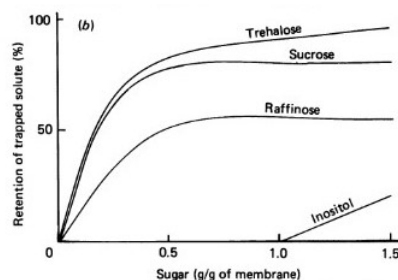 100
(b)
Trehalose
Sucrose
Raffinose
50
Inositol
0
0.5
1.0
1.5
Retention of trapped solute (%)
Sugar (g/g of membrane)